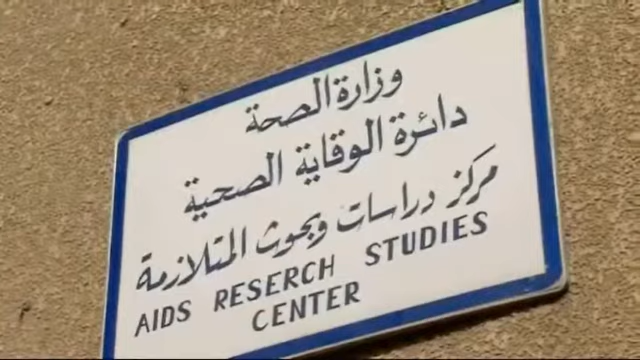 وزارة الصحة
دائرة الوقاية الصحية
مركز دراسات وبحوث المتلازمة
AIDS RESERCH STUDIES
CENTER